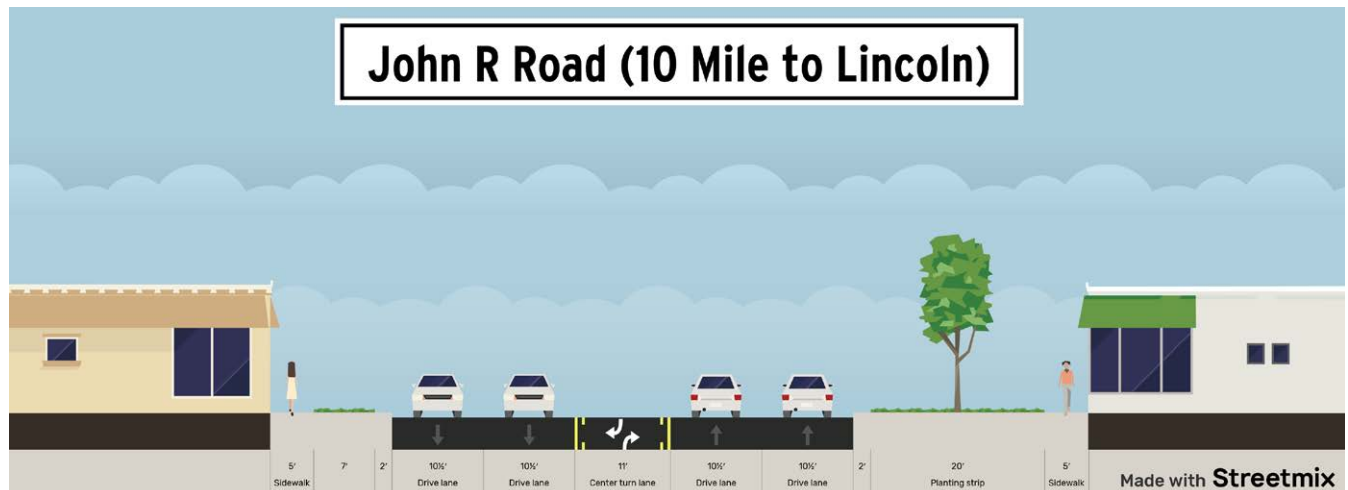 John R Road (10 Mile to Lincoln)
5' 7' 2' 10½' 10½' 11' 10½' 10½' 2' 20' 5'
Sidewalk Drive lane Drive lane Center turn lane Drive lane Drive lane Planting strip Sidewalk
Made with Streetmix